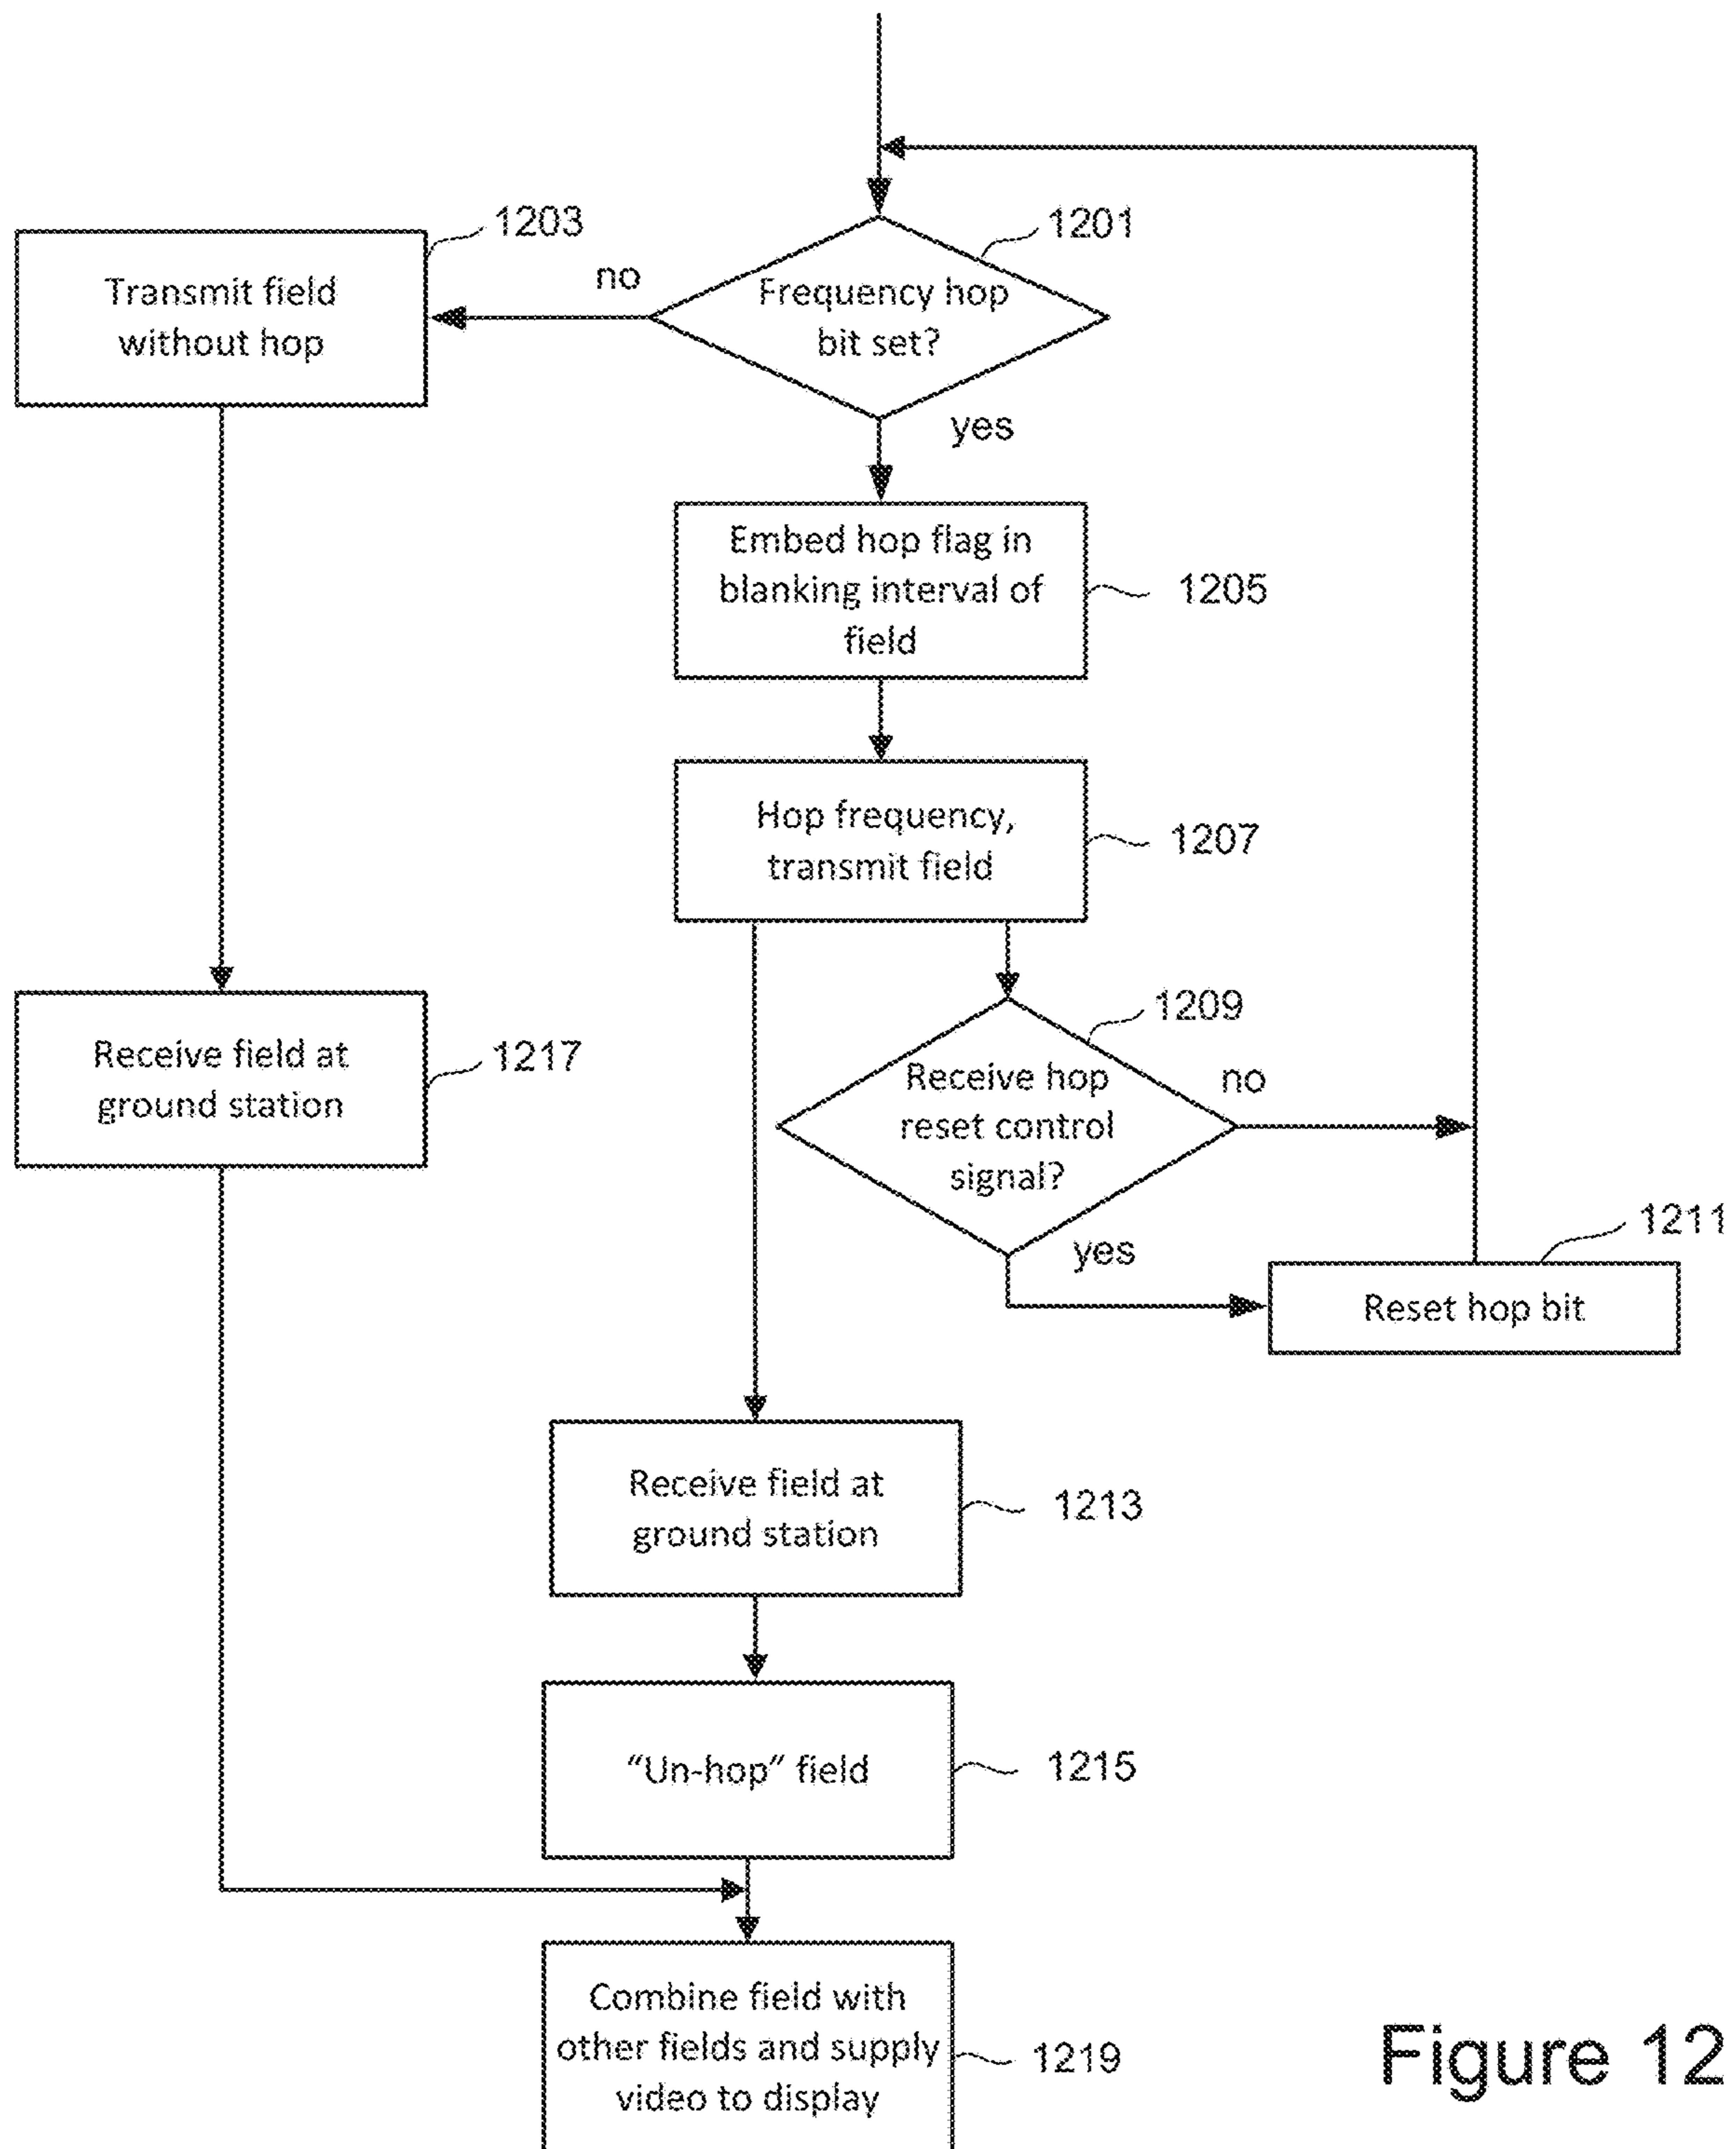 1203
1201
Transmit field
without hop
no
Frequency hop
bit set?
yes
Embed hop flag in
blanking interval of
field
1205
Hop frequency,
transmit field
1207
1209
Receive field at
ground station
1217
Receive hop
reset control
signal?
no
yes
1211
Reset hop bit
Receive field at
ground station
1213
“Un-hop” field
1215
Combine field with
other fields and supply
video to display
1219
Figure 12